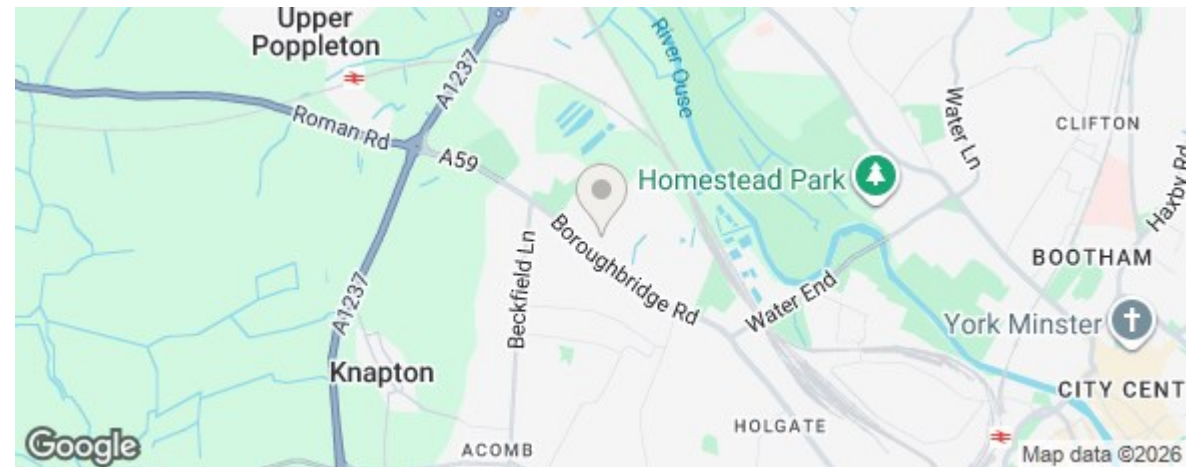 Upper
Poppleton
A1237
River Ouse
Water Ln
CLIFTON
Roman Rd
A59
Homestead Park
Haxby Rd
Beckfield Ln
Boroughbridge Rd
BOOTHAM
A1237
Water End
York Minster
Knapton
CITY CENT
HOLGATE
ACOMB
Google
Map data ©2026